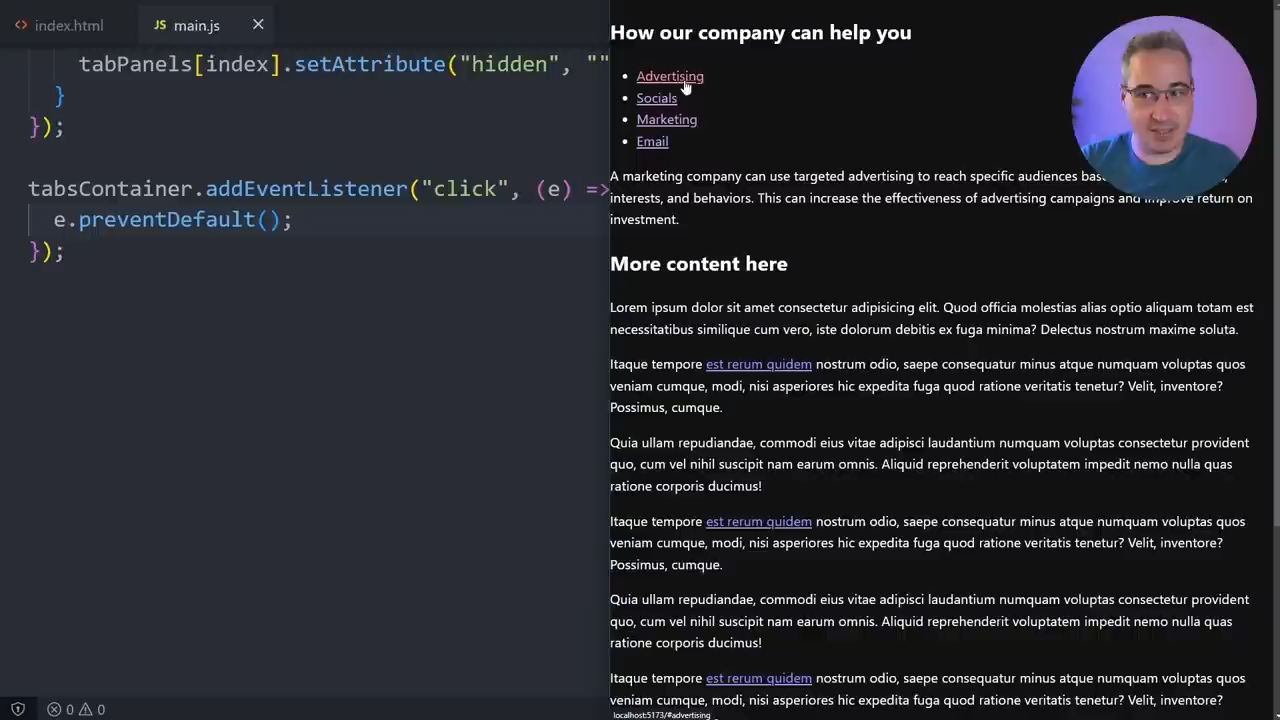 index.html
JS main.js
tabPanels[index].setAttribute("hidden", ""
}
});
tabsContainer.addEventListener("click", (e) =>
e.preventDefault();
});
0 0
How our company can help you
Advertising
Socials
Marketing
Email
A marketing company can use targeted advertising to reach specific audiences
interests, and behaviors. This can increase the effectiveness of advertising campaigns and improve return on
investment.
More content here
Lorem ipsum dolor sit amet consectetur adipisicing elit. Quod officia molestias alias optio aliquam totam est
necessitatibus similique cum vero, iste dolorum debitis ex fuga minima? Delectus nostrum maxime soluta.
Itaque tempore est rerum quidem nostrum odio, saepe consequatur minus atque numquam voluptas quos
veniam cumque, modi, nisi asperiores hic expedita fuga quod ratione veritatis tenetur? Velit, inventore?
Possimus, cumque.
Quia ullam repudiandae, commodi eius vitae adipisci laudantium numquam voluptas consectetur provident
quo, cum vel nihil suscipit nam earum omnis. Aliquid reprehenderit voluptatem impedit nemo nulla quas
ratione corporis ducimus!
Itaque tempore est rerum quidem nostrum odio, saepe consequatur minus atque numquam voluptas quos
veniam cumque, modi, nisi asperiores hic expedita fuga quod ratione veritatis tenetur? Velit, inventore?
Possimus, cumque.
Quia ullam repudiandae, commodi eius vitae adipisci laudantium numquam voluptas consectetur provident
quo, cum vel nihil suscipit nam earum omnis. Aliquid reprehenderit voluptatem impedit nemo nulla quas
ratione corporis ducimus!
Itaque tempore est rerum quidem nostrum odio, saepe consequatur minus atque numquam voluptas quos
veniam cumque, modi, nisi asperiores hic expedita fuga quod ratione veritatis tenetur? Velit, inventore?
localhost:5173/#advertising